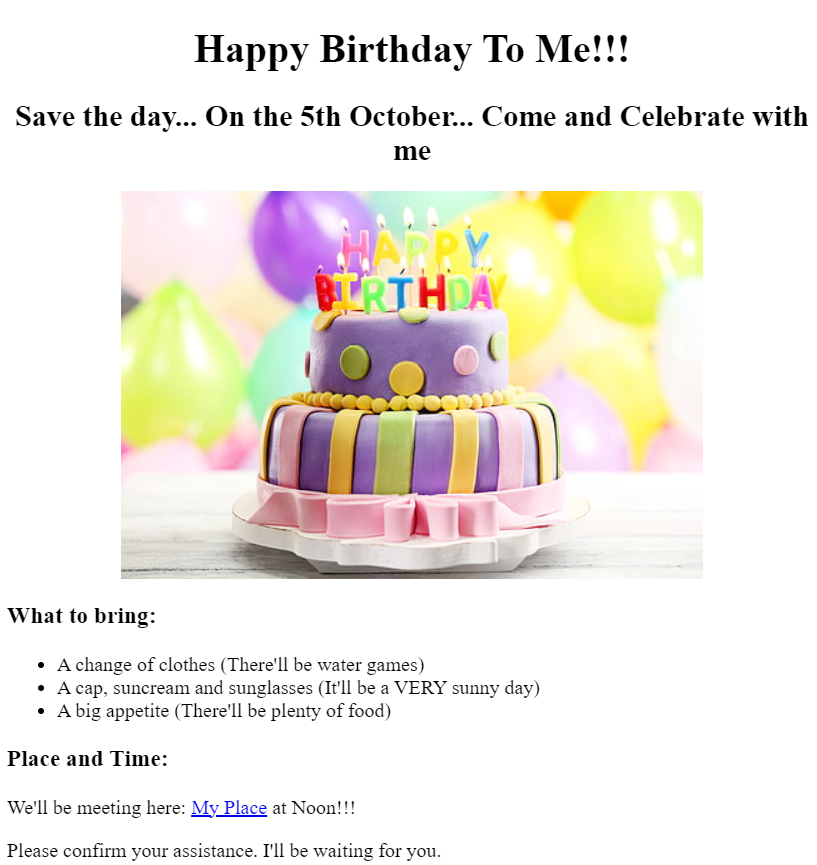 Happy Birthday To Me!!!
Save the day... On the 5th October... Come and Celebrate with
me
HAPPY
BIRTHDAY
What to bring:
A change of clothes (There'll be water games)
A cap, suncream and sunglasses (It'll be a VERY sunny day)
A big appetite (There'll be plenty of food)
Place and Time:
We'll be meeting here: My Place at Noon!!!
Please confirm your assistance. I'll be waiting for you.